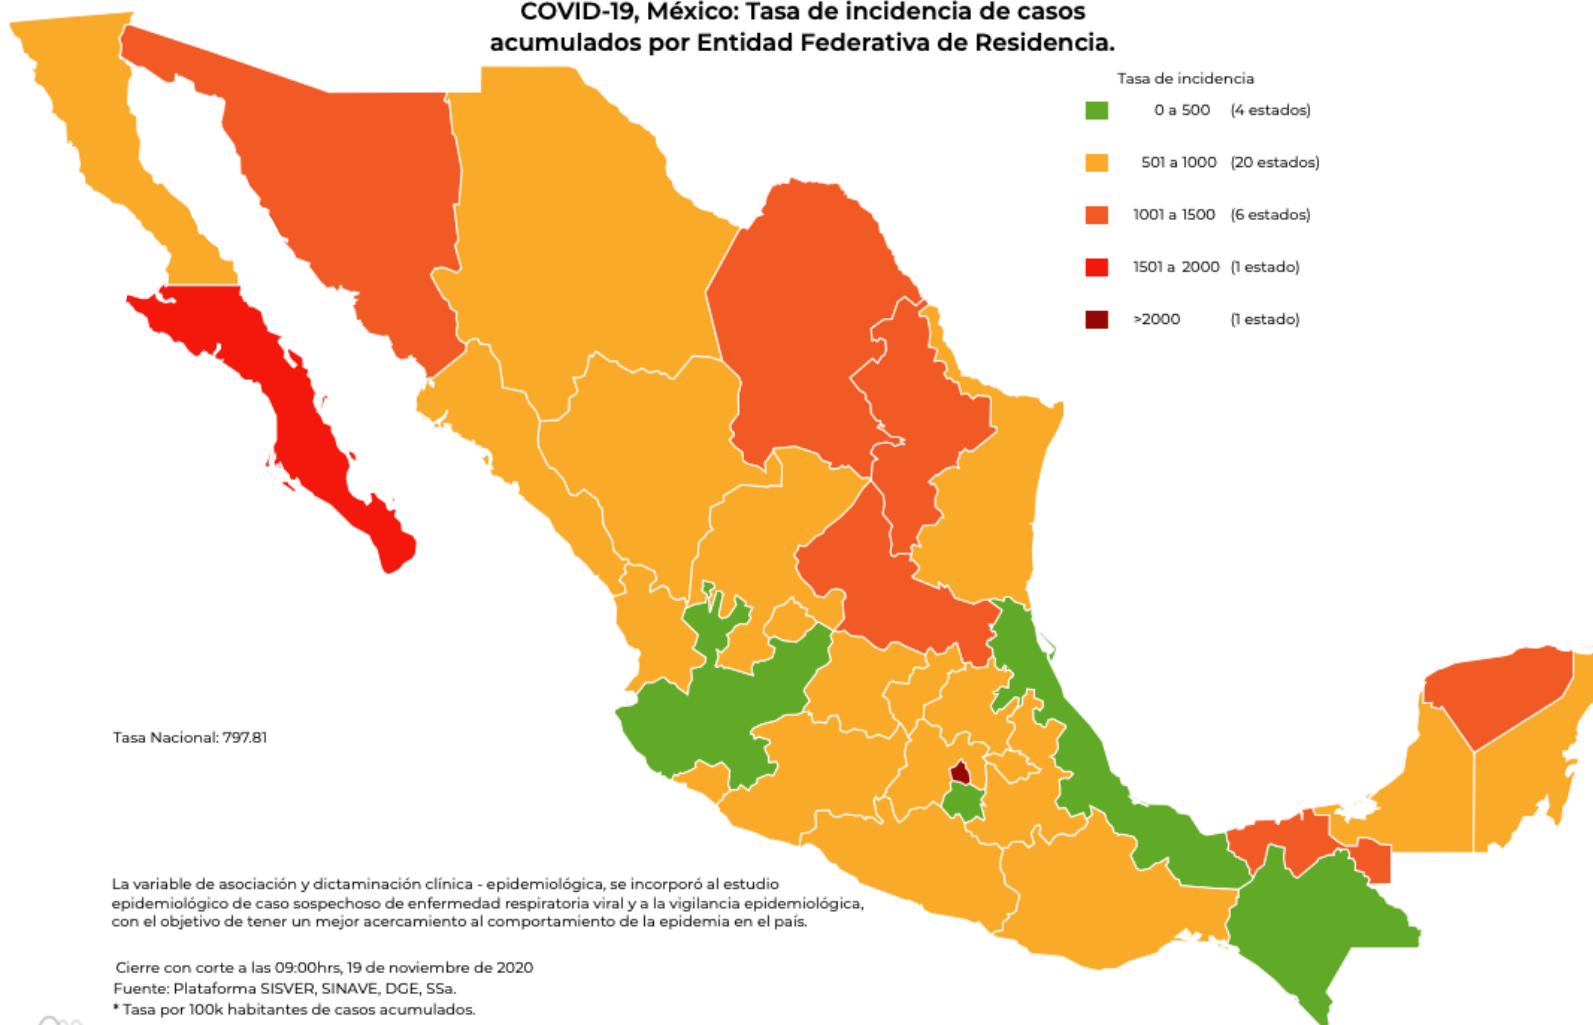 COVID-19, México: Tasa de incidencia de casos
acumulados por Entidad Federativa de Residencia.
Tasa de incidencia
0 a 500 (4 estados)
501 a 1000 (20 estados)
1001 a 1500 (6 estados)
1501 a 2000 (1 estado)
>2000 (1 estado)
Tasa Nacional: 797.81
La variable de asociación y dictaminación clínica - epidemiológica, se incorporó al estudio
epidemiológico de caso sospechoso de enfermedad respiratoria viral y a la vigilancia epidemiológica,
con el objetivo de tener un mejor acercamiento al comportamiento de la epidemia en el país.
Cierre con corte a las 09:00hrs, 19 de noviembre de 2020
Fuente: Plataforma SISVER, SINAVE, DGE, SSa.
* Tasa por 100k habitantes de casos acumulados.